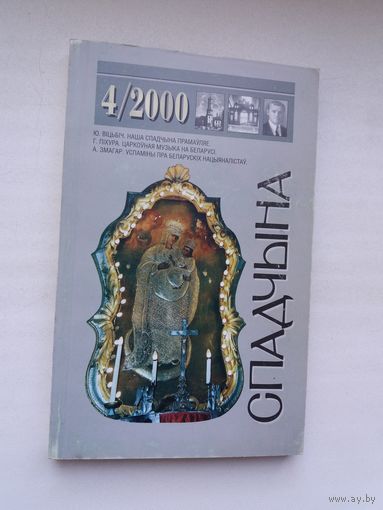 4/2000
Ю. ВІЦЬБІЧ. НАША СПАДЧЫНА ПРАМАЎЛЯЕ.
Г. ПІХУРА. ЦАРКОЎНАЯ МУЗЫКА НА БЕЛАРУСІ.
А. ЗМАГАР. УСПАМІНЫ ПРА БЕЛАРУСКІХ НАЦЫЯНАЛІСТАЎ.
СПАДЧЫНА
www.ay.by